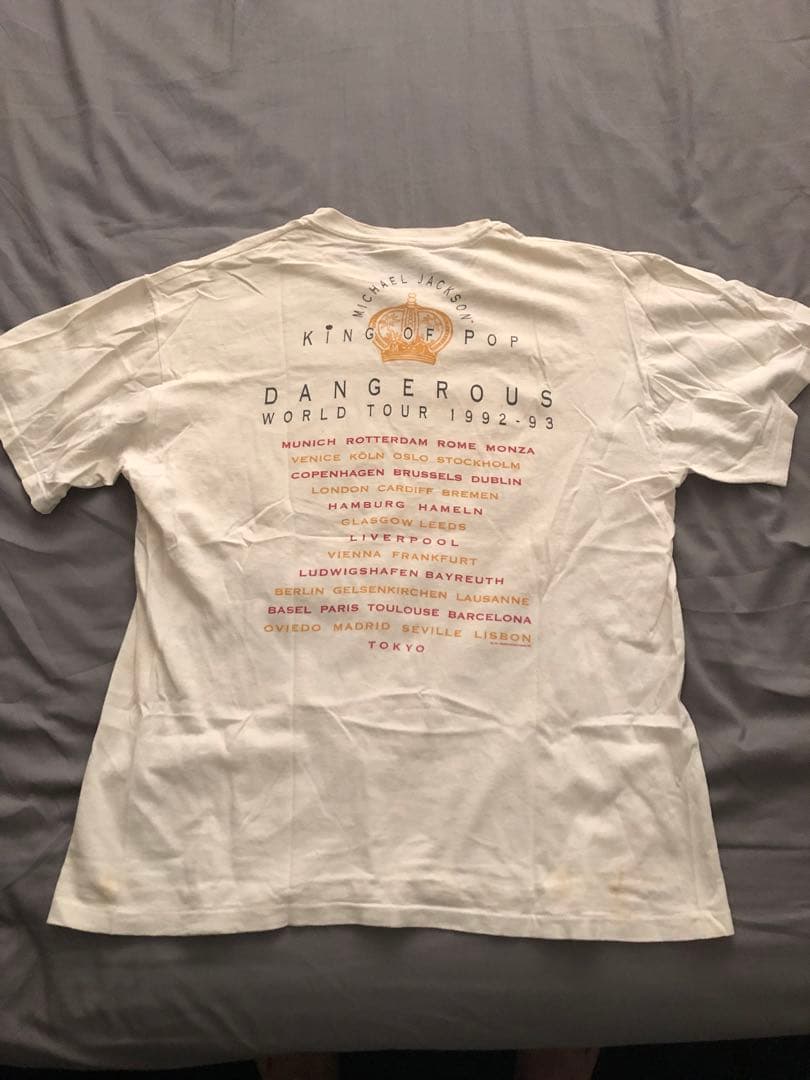 MICHAEL JACKSON™
KiNG OF POP
DANGEROUS
WORLD TOUR 1992-93
MUNICH ROTTERDAM ROME MONZA
VENICE KÖLN OSLO STOCKHOLM
COPENHAGEN BRUSSELS DUBLIN
LONDON CARDIFF BREMEN
HAMBURG HAMELN
GLASGOW LEEDS
LIVERPOOL
VIENNA FRANKFURT
LUDWIGSHAFEN BAYREUTH
BERLIN GELSENKIRCHEN LAUSANNE
BASEL PARIS TOULOUSE BARCELONA
OVIEDO MADRID SEVILLE LISBON
TOKYO